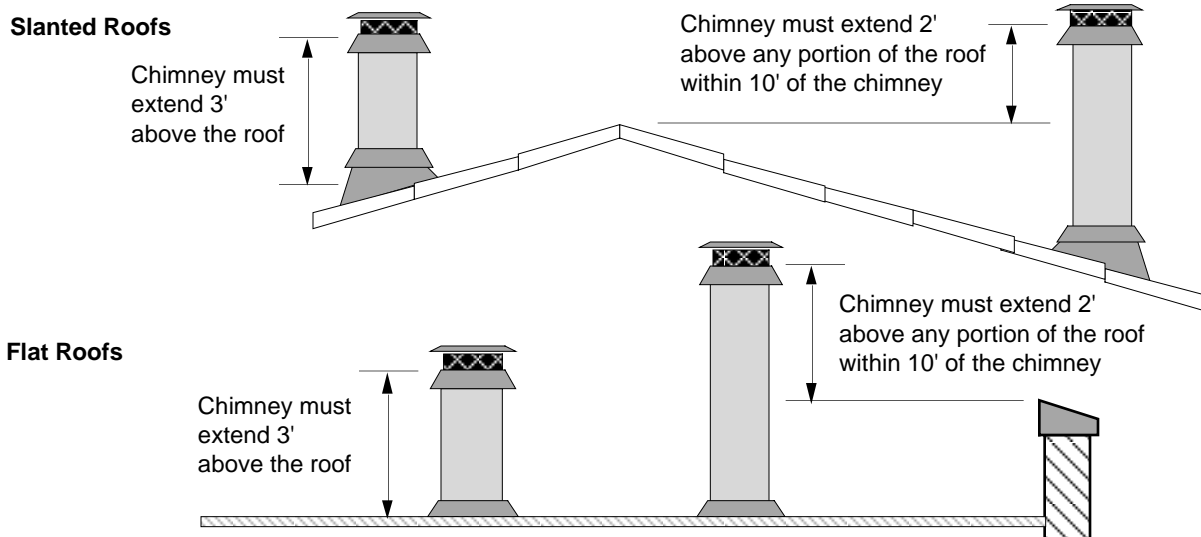 Slanted Roofs
Chimney must
extend 3'
above the roof
Chimney must extend 2'
above any portion of the roof
within 10' of the chimney
Flat Roofs
Chimney must
extend 3'
above the roof
Chimney must extend 2'
above any portion of the roof
within 10' of the chimney